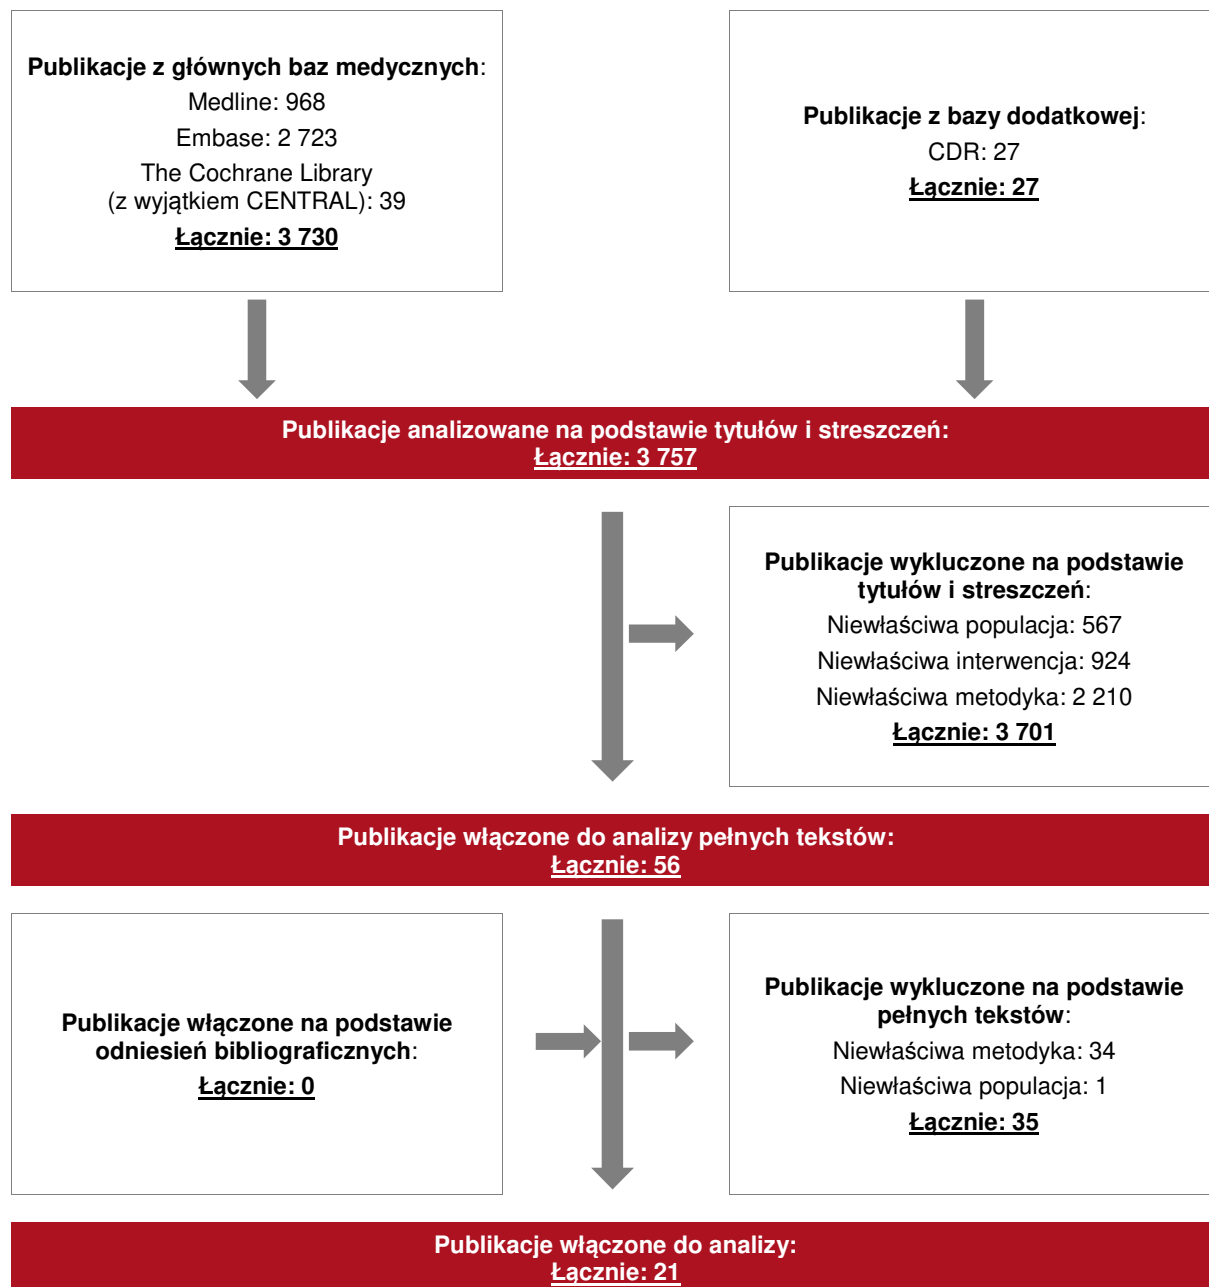 Publikacje z głównych baz medycznych:
Medline: 968
Embase: 2 723
The Cochrane Library
(z wyjątkiem CENTRAL): 39
Łącznie: 3 730
Publikacje z bazy dodatkowej:
CDR: 27
Łącznie: 27
Publikacje analizowane na podstawie tytułów i streszczeń:
Łącznie: 3 757
Publikacje wykluczone na podstawie
tytułów i streszczeń:
Niewłaściwa populacja: 567
Niewłaściwa interwencja: 924
Niewłaściwa metodyka: 2 210
Łącznie: 3 701
Publikacje włączone do analizy pełnych tekstów:
Łącznie: 56
Publikacje włączone na podstawie
odniesień bibliograficznych:
Łącznie: 0
Publikacje wykluczone na podstawie
pełnych tekstów:
Niewłaściwa metodyka: 34
Niewłaściwa populacja: 1
Łącznie: 35
Publikacje włączone do analizy:
Łącznie: 21